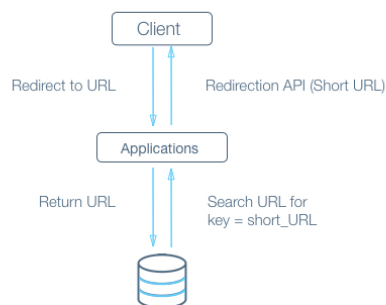 Client
Redirect to URL
Redirection API (Short URL)
Applications
Return URL
Search URL for
key = short_URL